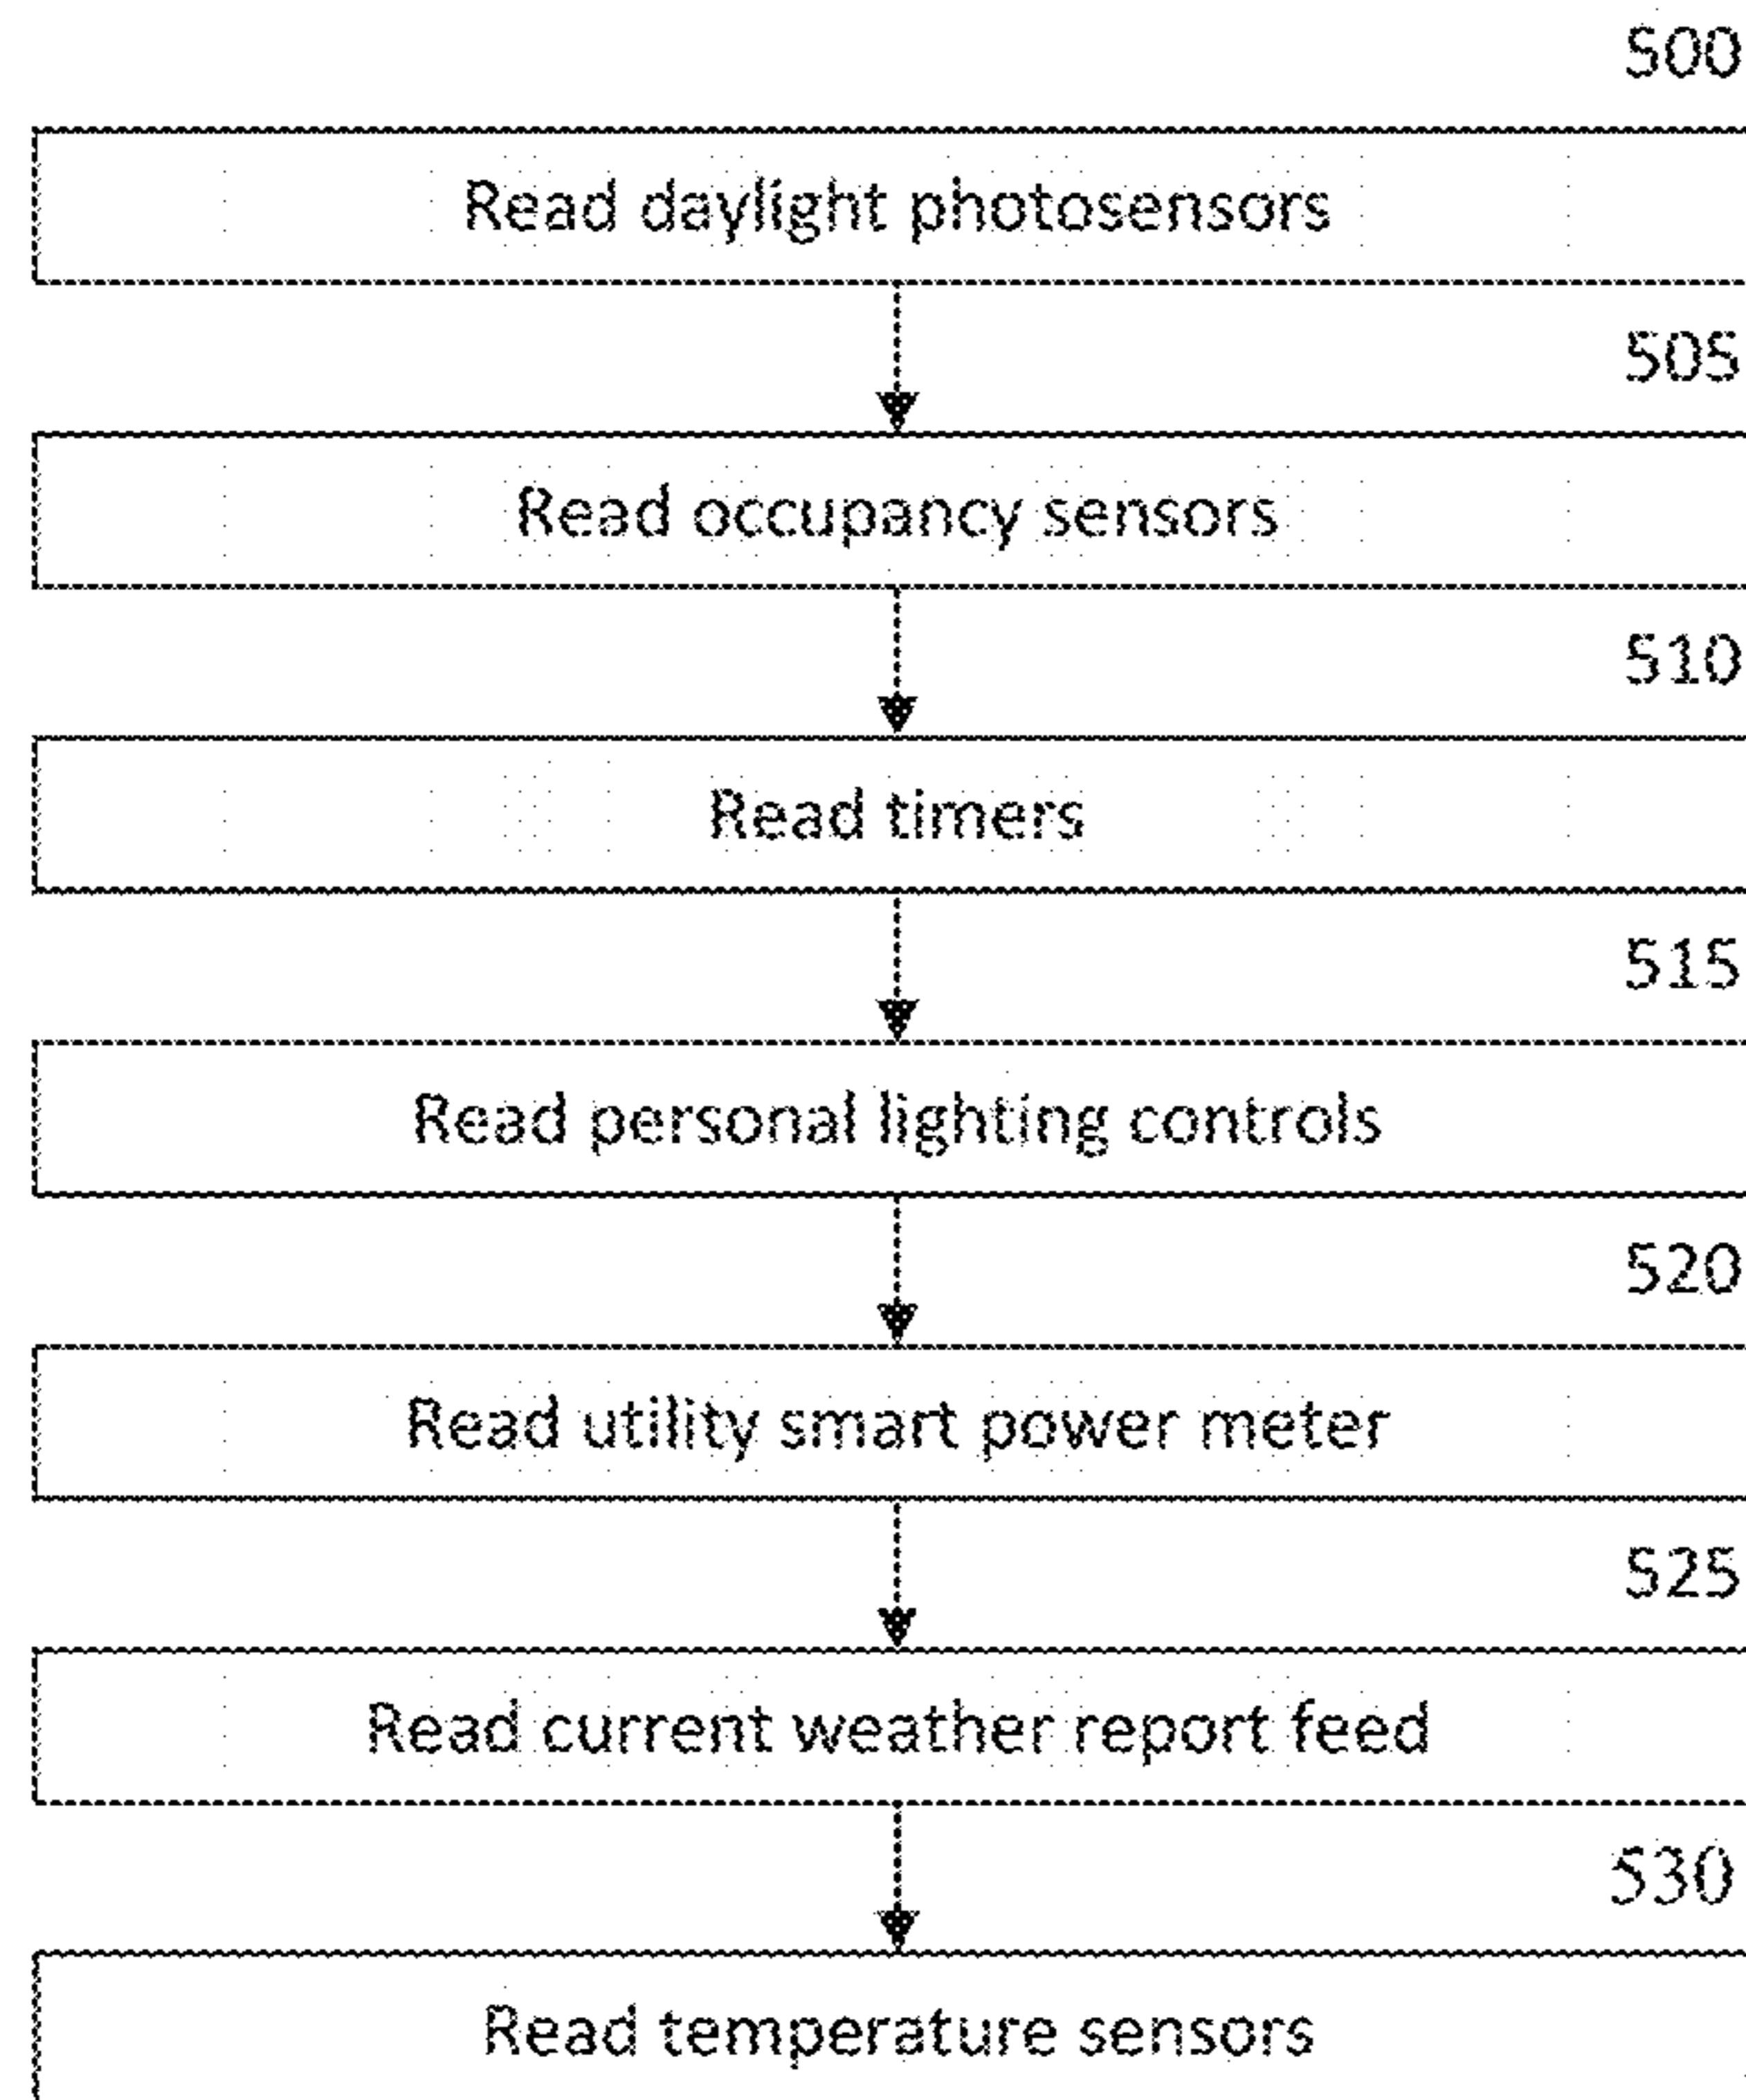 500
Read daylight photosensors
505
Read occupancy sensors
510
Read timers
515
Read personal lighting controls
520
Read utility smart power meter
525
Read current weather report feed
530
Read temperature sensors